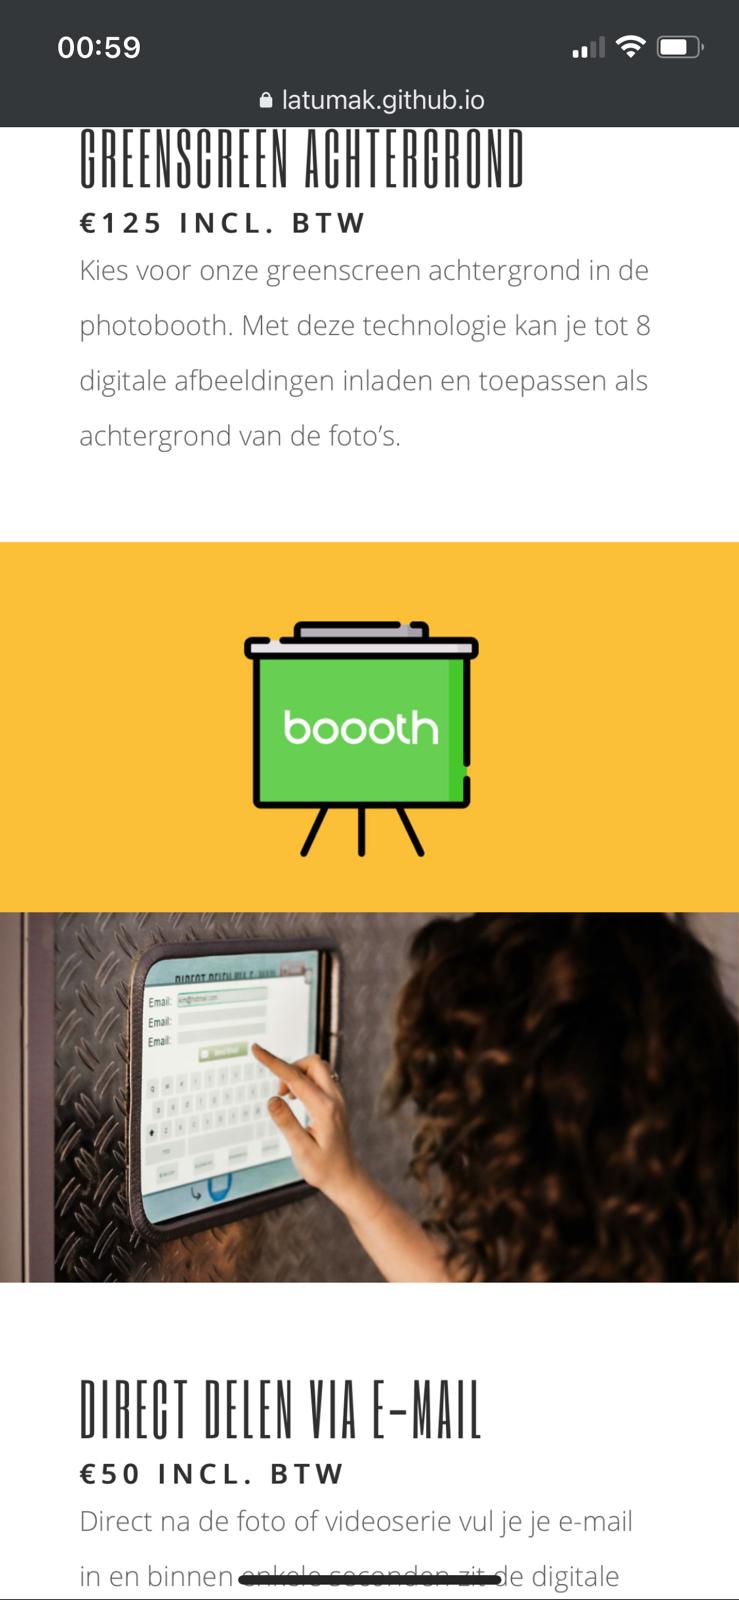 00:59
latumak.github.io
GREENSCREEN ACHTERGROND
€125 INCL. BTW
Kies voor onze greenscreen achtergrond in de
photobooth. Met deze technologie kan je tot 8
digitale afbeeldingen inladen en toepassen als
achtergrond van de foto’s.
boooth
DIRECT DELEN VIA E-MAIL
Email:
Email:
Email:
DIRECT DELEN VIA E-MAIL
€50 INCL. BTW
Direct na de foto of videoserie vul je je e-mail
in en binnen enkele seconden zit de digitale